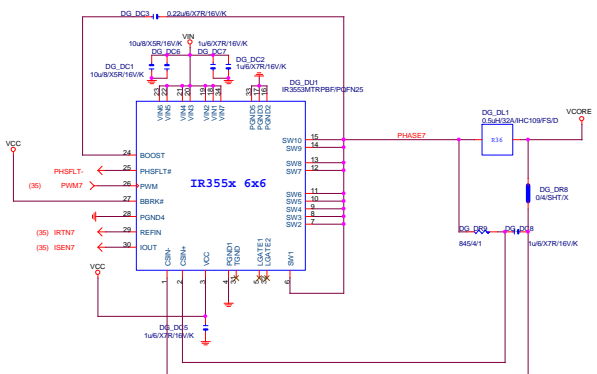 DG_DC3 0.22u/6/X7R/16V/K
10u/8/X5R/16V/K VIN 1u/6/X7R/16V/K
DG_DC6 DG_DC7
DG_DC1 DG_DC2
10u/8/X5R/16V/K 1u/6/X7R/16V/K
DG_DU1
IR3553MTRPBF/PQFN25
23 22 21 20 19 18 34 33 17 16
VIN6 VIN5 VIN4 VIN3 VIN2 VIN1 VIN7 PGND5 PGND3 PGND2
DG_DL1
0.5uH/32A/IHC109/FS/D
VCORE
R36
PHASE7
VCC
SW10 15
SW9 14
24 BOOST
SW8 13
SW7 12
PHSFLT- 25 PHSFLT#
(35) PWM7 26 PWM
IR355x 6x6
27 BBRK#
SW6 11
SW5 10
SW4 9
SW3 8
SW2 7
28 PGND4
(35) IRTN7 29 REFIN
(35) ISEN7 30 IOUT
DG_DR8
0/4/SHT/X
DG_DR9 DG_DC8
845/4/1 1u/6/X7R/16V/K
CSIN- CSIN+ VCC PGND1 TGND LGATE1 LGATE2 SW1
1 2 3 4 31 5 6
VCC
DG_DC5
1u/6/X7R/16V/K